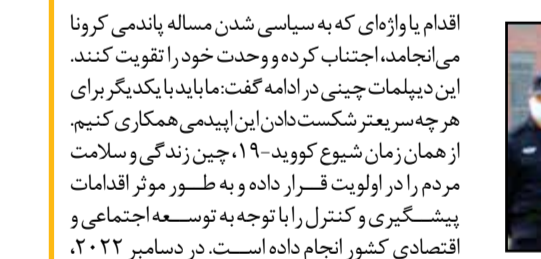 اقدام یا واژه‌ای که به سیاسی شدن مساله پاندمی کرونا
می‌انجامد، اجتناب کرده و وحدت خود را تقویت کنند.
این دیپلمات چینی در ادامه گفت: ما باید با یکدیگر برای
هر چه سریعتر شکست دادن این اپیدمی همکاری کنیم.
از همان زمان شیوع کووید-۱۹، چین زندگی و سلامت
مردم را در اولویت قرار داده و به طور موثر اقدامات
پیشگیری و کنترل را با توجه به توسعه اجتماعی و
اقتصادی کشور انجام داده است. در دسامبر ۲۰۲۲،